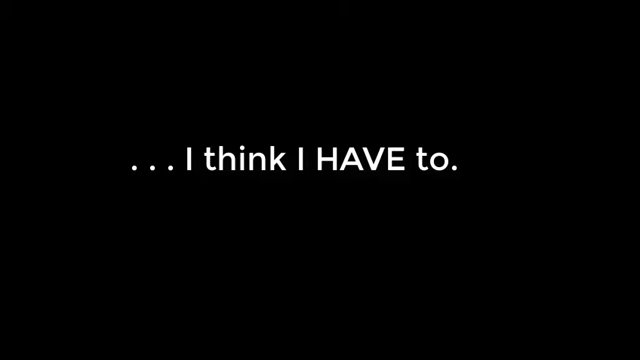 . . . I think I HAVE to.